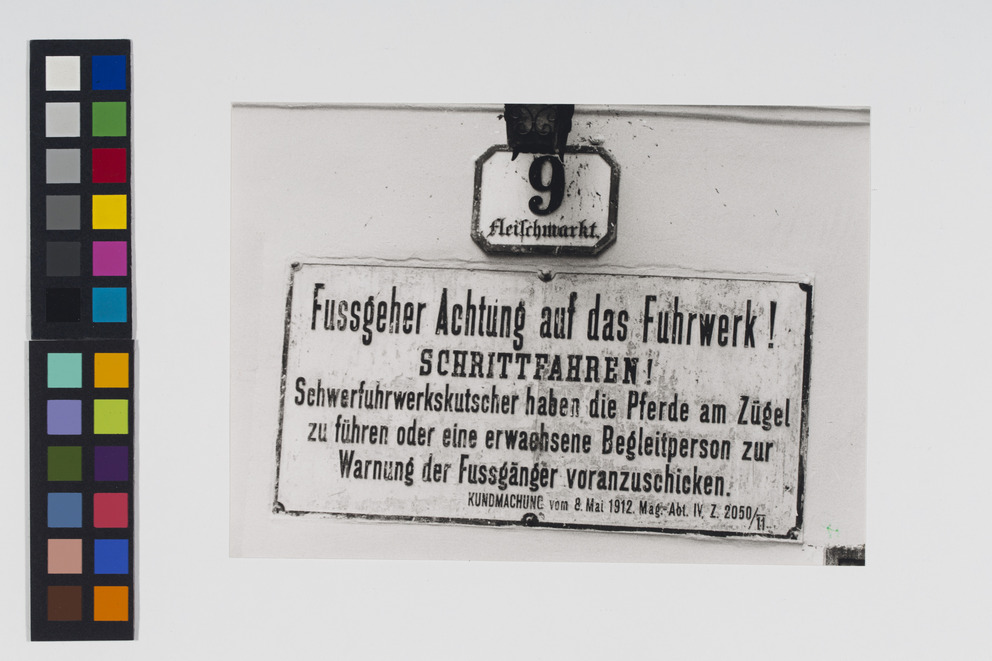 9
Fleischmarkt.
Fussgeher Achtung auf das Fuhrwerk!
SCHRITTFAHREN!
Schwerfuhrwerkskutscher haben die Pferde am Zügel
zu führen oder eine erwachsene Begleitperson zur
Warnung der Fussgänger voranzuschicken.
KUNDMACHUNG vom 8. Mai 1912. Mag.-Abt. IV, Z. 2050/11.